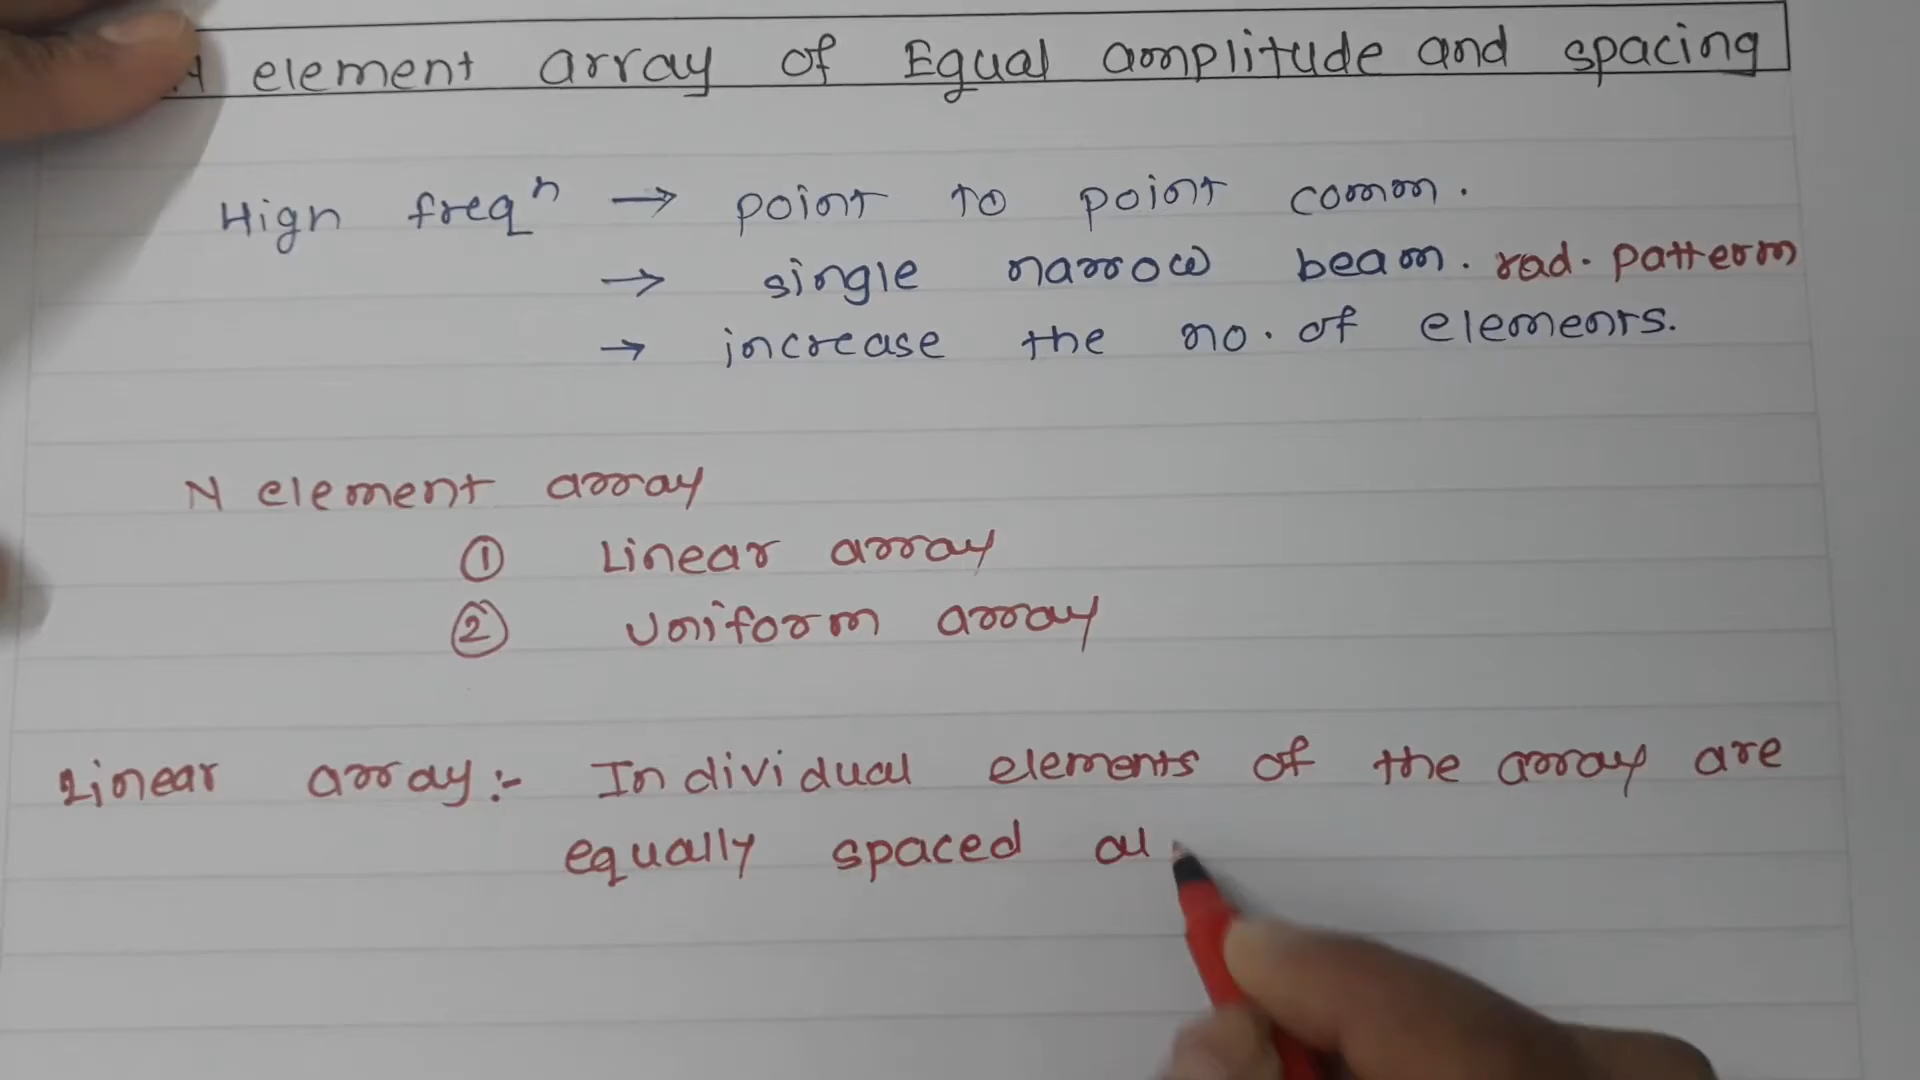 element array of Equal amplitude and spacing
Hign freqⁿ → point to point comm.
→ single narrow beam. rad. pattern
→ increase the no. of elements.
N element array
① Linear array
② Uniform array
Linear array:- Individual elements of the array are
equally spaced al